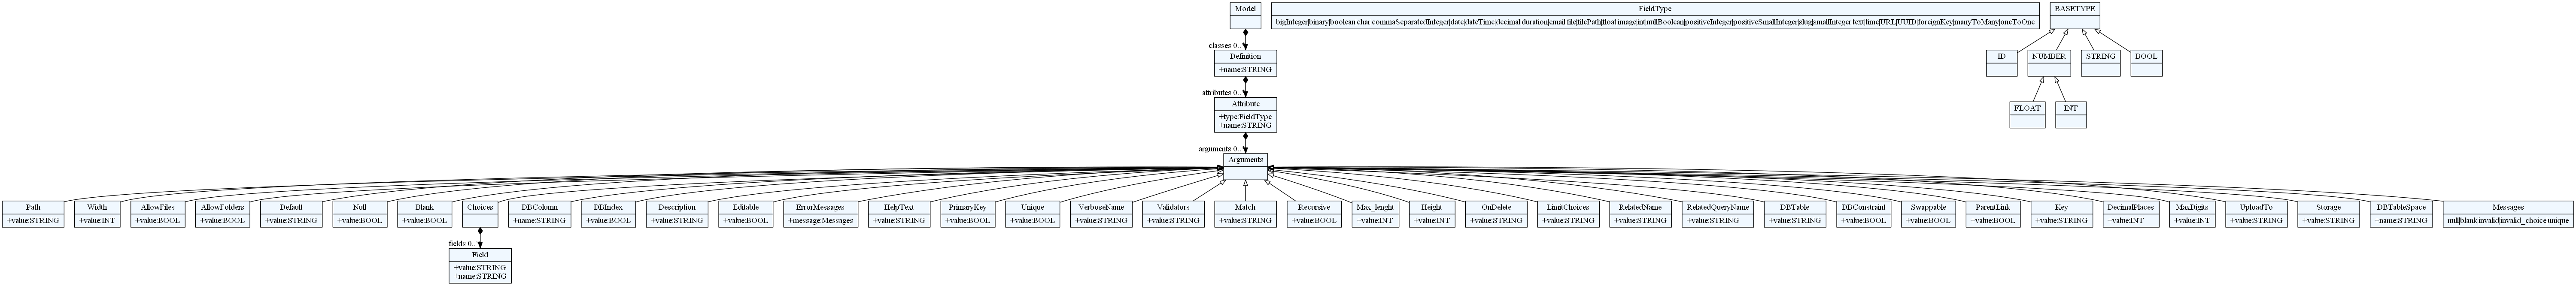 Model
FieldType
bigInteger|binary|boolean|char|commaSeparatedInteger|date|dateTime|decimal|duration|email|file|filePath|float|image|int|nullBoolean|positiveInteger|positiveSmallInteger|slug|smallInteger|text|time|URL|UUID|foreignKey|manyToMany|oneToOne
BASETYPE
classes 0..*
Definition
+name:STRING
ID
NUMBER
STRING
BOOL
attributes 0..*
Attribute
+type:FieldType
+name:STRING
FLOAT
INT
arguments 0..*
Arguments
Path
+value:STRING
Width
+value:INT
AllowFiles
+value:BOOL
AllowFolders
+value:BOOL
Default
+value:STRING
Null
+value:BOOL
Blank
+value:BOOL
Choices
DBColumn
+name:STRING
DBIndex
+value:BOOL
Description
+value:STRING
Editable
+value:BOOL
ErrorMessages
+message:Messages
HelpText
+value:STRING
PrimaryKey
+value:BOOL
Unique
+value:BOOL
VerboseName
+value:STRING
Validators
+value:STRING
Match
+value:STRING
Recursive
+value:BOOL
Max_lenght
+value:INT
Height
+value:INT
OnDelete
+value:STRING
LimitChoices
+value:STRING
RelatedName
+value:STRING
RelatedQueryName
+value:STRING
DBTable
+value:STRING
DBConstraint
+value:BOOL
Swappable
+value:BOOL
ParentLink
+value:BOOL
Key
+value:STRING
DecimalPlaces
+value:INT
MaxDigits
+value:INT
UploadTo
+value:STRING
Storage
+value:STRING
DBTableSpace
+name:STRING
Messages
null|blank|invalid|invalid_choice|unique
fields 0..*
Field
+value:STRING
+name:STRING